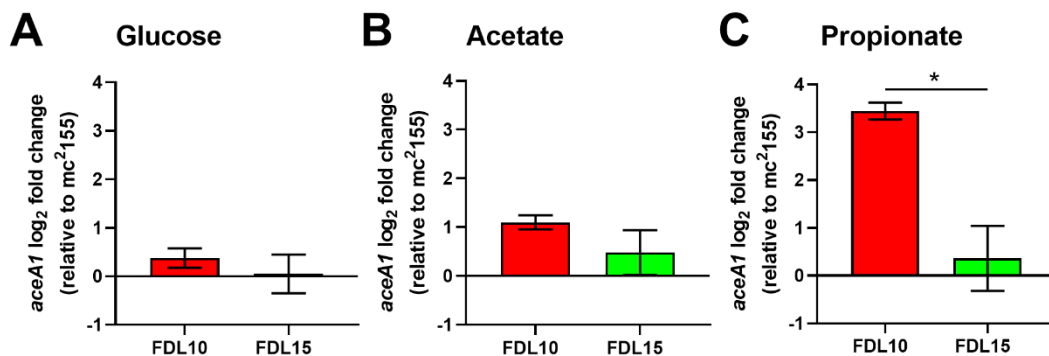 A Glucose
aceA1 log₂ fold change
(relative to mc²155)
4
3
2
1
0
-1
FDL10 FDL15
B Acetate
aceA1 log₂ fold change
(relative to mc²155)
4
3
2
1
0
-1
FDL10 FDL15
C Propionate
aceA1 log₂ fold change
(relative to mc²155)
4
3
2
1
0
-1
*
FDL10 FDL15